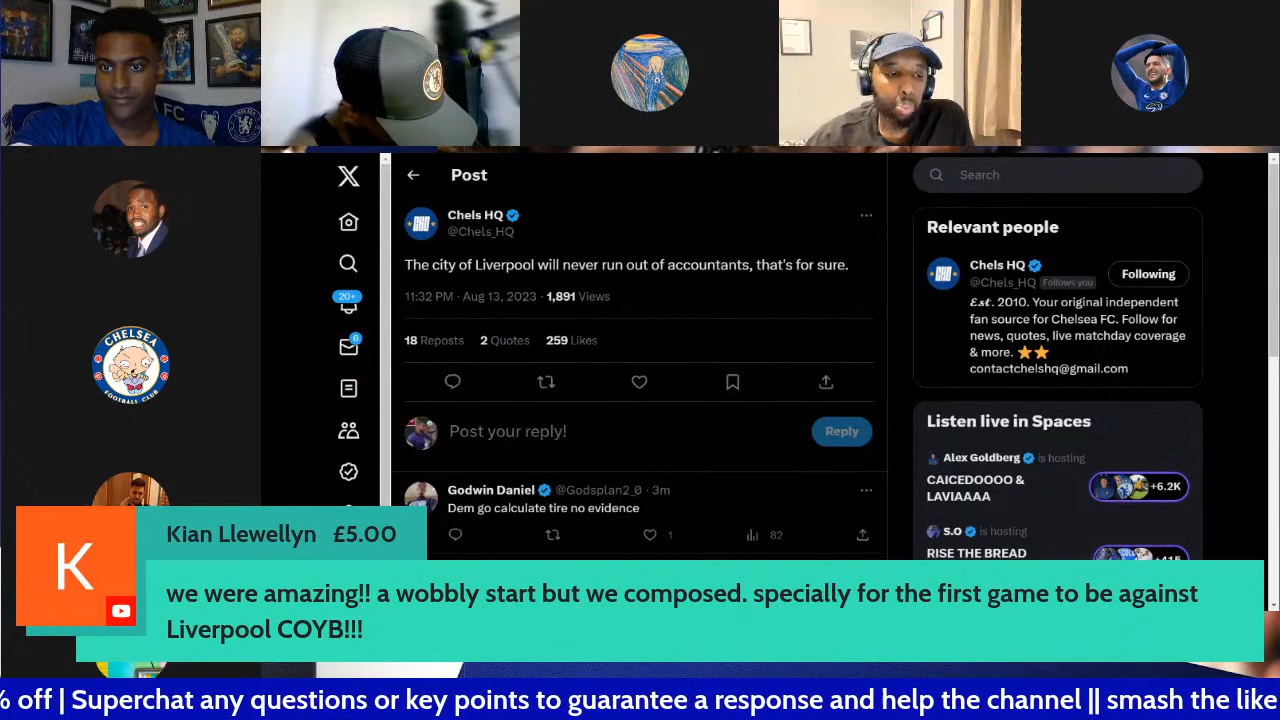 FC
Post
Search
Chels HQ
@Chels_HQ
The city of Liverpool will never run out of accountants, that's for sure.
11:32 PM · Aug 13, 2023 · 1,891 Views
18 Reposts 2 Quotes 259 Likes
Post your reply!
Reply
Godwin Daniel @Godsplan2_0 · 3m
Dem go calculate tire no evidence
1 82
20+
6
Relevant people
Chels HQ
@Chels_HQ Follows you
Following
𝓔𝓼𝓽. 2010. Your original independent
fan source for Chelsea FC. Follow for
news, quotes, live matchday coverage
& more. ⭐⭐
contactchelshq@gmail.com
Listen live in Spaces
Alex Goldberg is hosting
CAICEDOOOO &
LAVIAAAA
+6.2K
S.O is hosting
RISE THE BREAD
CHELSEA
FOOTBALL CLUB
K
Kian Llewellyn £5.00
we were amazing!! a wobbly start but we composed. specially for the first game to be against
Liverpool COYB!!!
% off | Superchat any questions or key points to guarantee a response and help the channel || smash the like